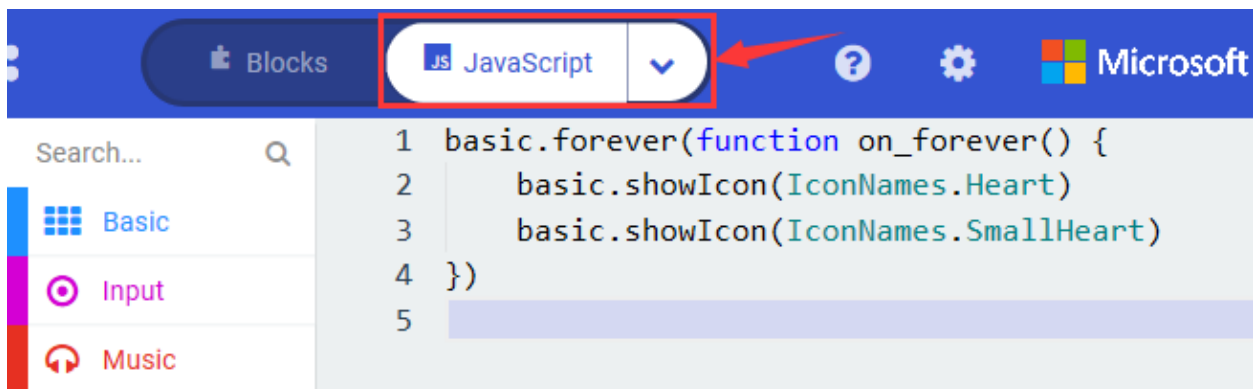 Blocks
JS JavaScript
? Microsoft
Search...
Basic
Input
Music
1 basic.forever(function on_forever() {
2 basic.showIcon(IconNames.Heart)
3 basic.showIcon(IconNames.SmallHeart)
4 })
5